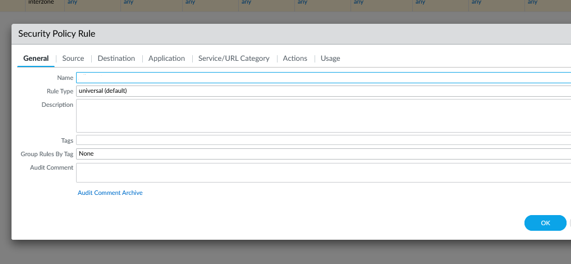 interzone any any any any any any any any
Security Policy Rule
General Source Destination Application Service/URL Category Actions Usage
Name
Rule Type universal (default)
Description
Tags
Group Rules By Tag None
Audit Comment
Audit Comment Archive
OK